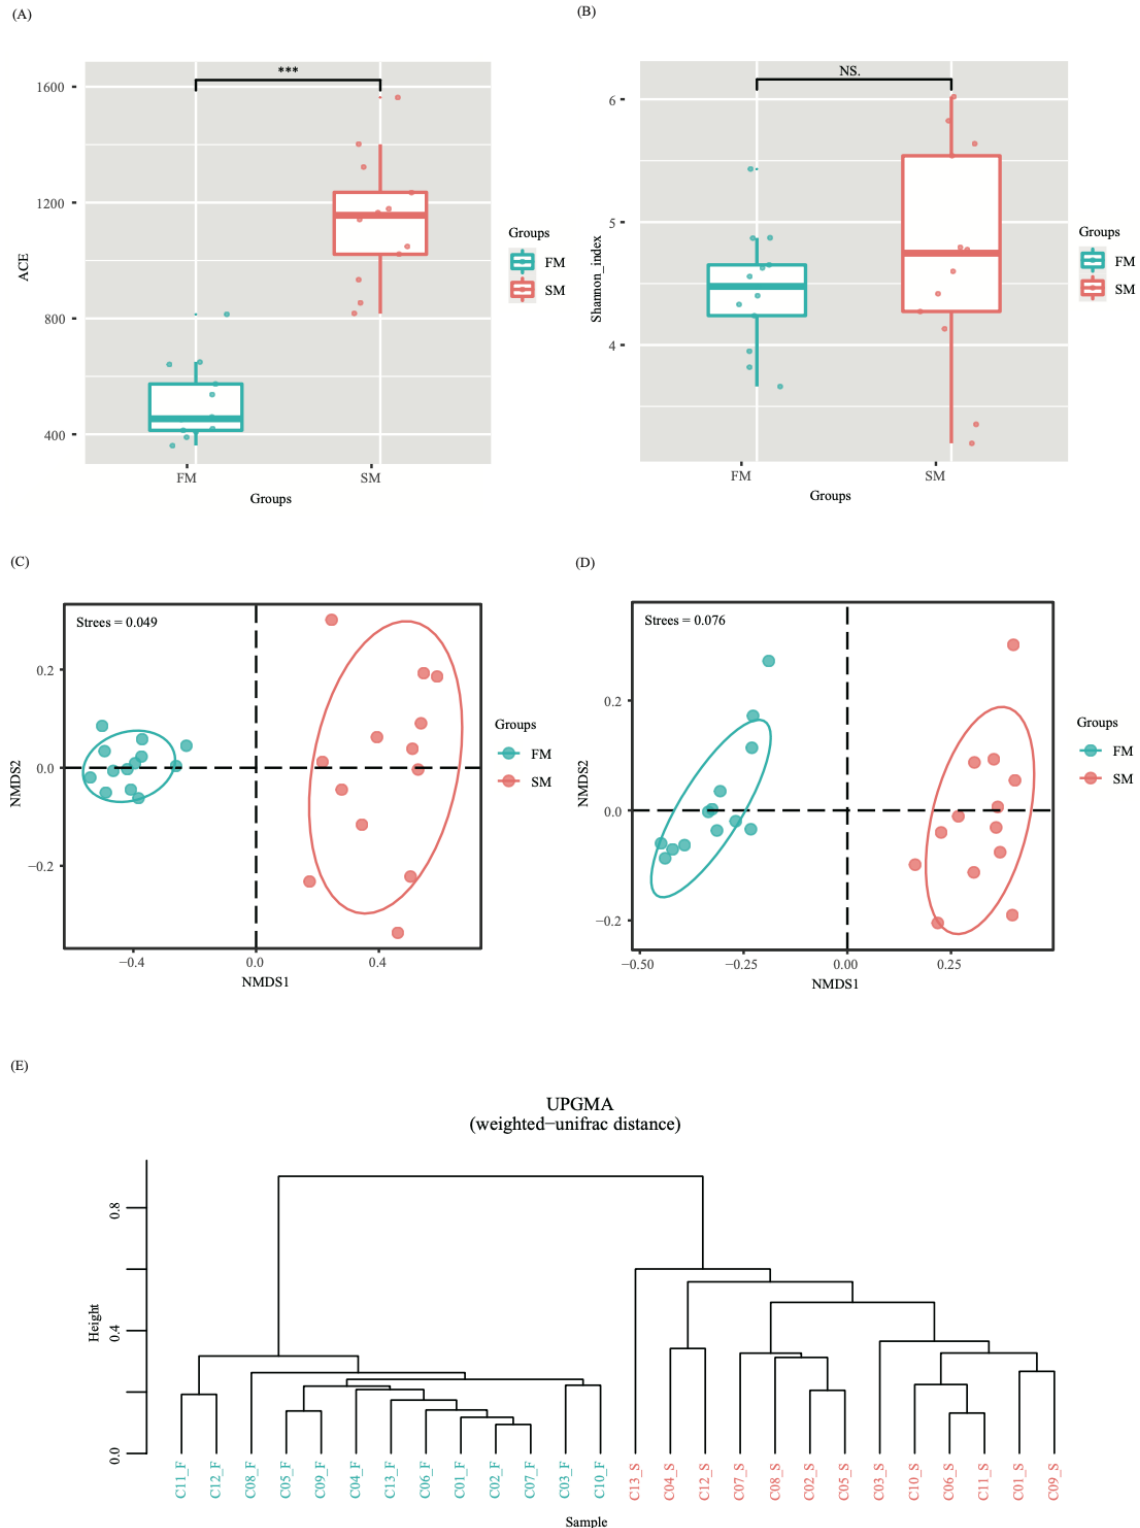 (A)
***
1600
1200
800
400
ACE
FM
SM
Groups
Groups
FM
SM
(B)
NS.
6
5
4
Shannon_index
FM
SM
Groups
Groups
FM
SM
(C)
Strees = 0.049
0.2
0.0
−0.2
NMDS2
−0.4
0.0
0.4
NMDS1
Groups
FM
SM
(D)
Strees = 0.076
0.2
0.0
−0.2
NMDS2
−0.50
−0.25
0.00
0.25
NMDS1
Groups
FM
SM
(E)
UPGMA
(weighted−unifrac distance)
0.8
0.4
0.0
Height
C11_F
C12_F
C08_F
C05_F
C09_F
C04_F
C13_F
C06_F
C01_F
C02_F
C07_F
C03_F
C10_F
C13_S
C04_S
C12_S
C07_S
C08_S
C02_S
C05_S
C03_S
C10_S
C06_S
C11_S
C01_S
C09_S
Sample